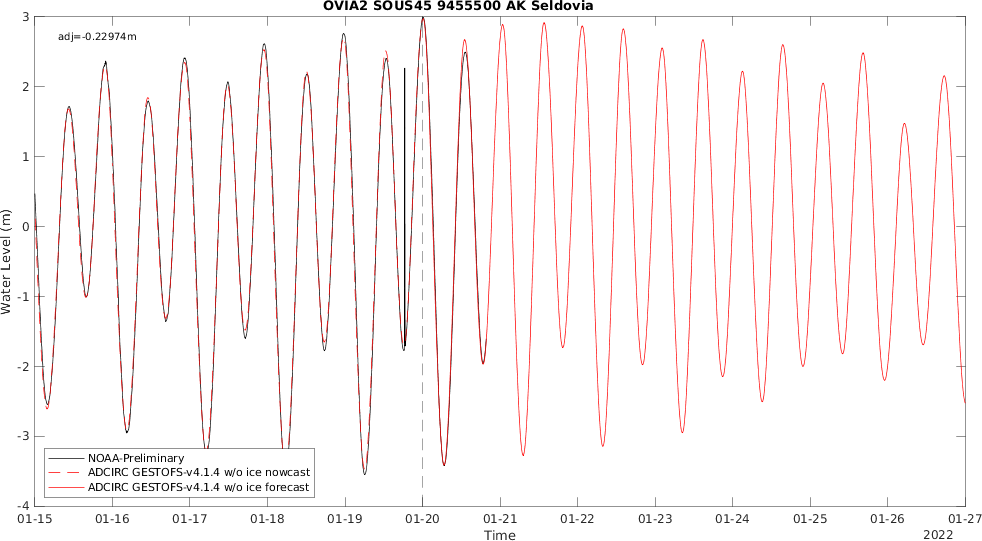 OVIA2 SOUS45 9455500 AK Seldovia
adj=-0.22974m
3
2
1
0
-1
-2
-3
-4
Water Level (m)
NOAA-Preliminary
ADCIRC GESTOFS-v4.1.4 w/o ice nowcast
ADCIRC GESTOFS-v4.1.4 w/o ice forecast
01-15 01-16 01-17 01-18 01-19 01-20 01-21 01-22 01-23 01-24 01-25 01-26 01-27
Time
2022